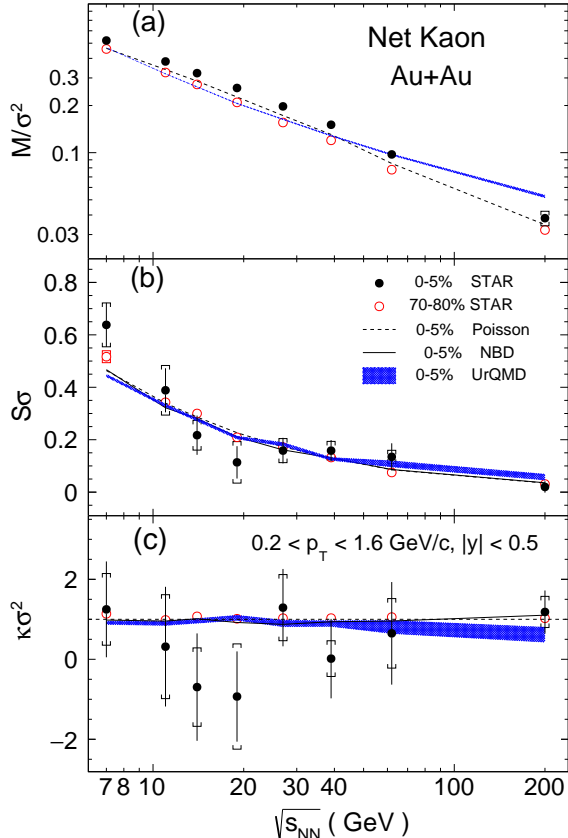 (a)
Net Kaon
Au+Au
M/σ²
0.3
0.2
0.1
0.03
(b)
0-5% STAR
70-80% STAR
0-5% Poisson
0-5% NBD
0-5% UrQMD
Sσ
0.8
0.6
0.4
0.2
0
(c)
0.2 < p_T < 1.6 GeV/c, |y| < 0.5
κσ²
2
0
−2
7 8 10 20 30 40 100 200
√s_NN ( GeV )